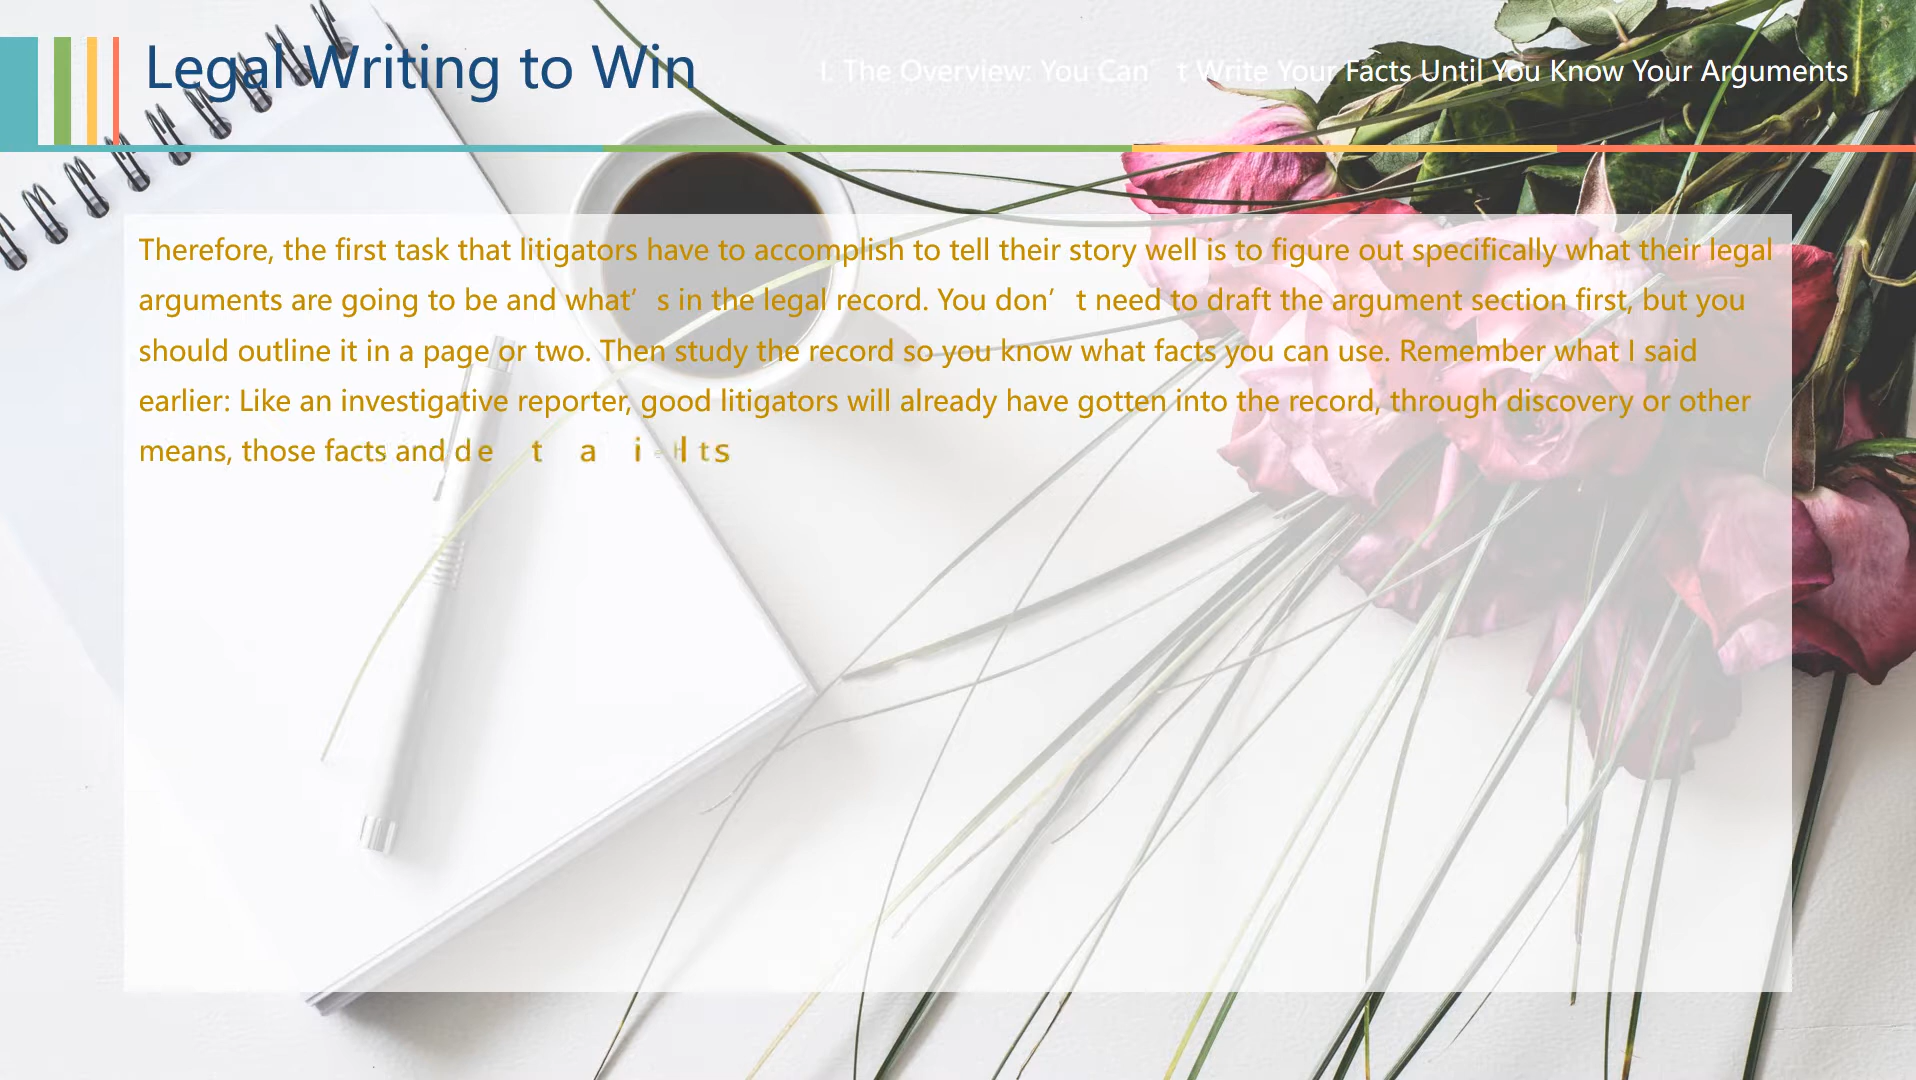 Legal Writing to Win
I. The Overview: You Can’t Write Your Facts Until You Know Your Arguments
Therefore, the first task that litigators have to accomplish to tell their story well is to figure out specifically what their legal
arguments are going to be and what’s in the legal record. You don’t need to draft the argument section first, but you
should outline it in a page or two. Then study the record so you know what facts you can use. Remember what I said
earlier: Like an investigative reporter, good litigators will already have gotten into the record, through discovery or other
means, those facts and